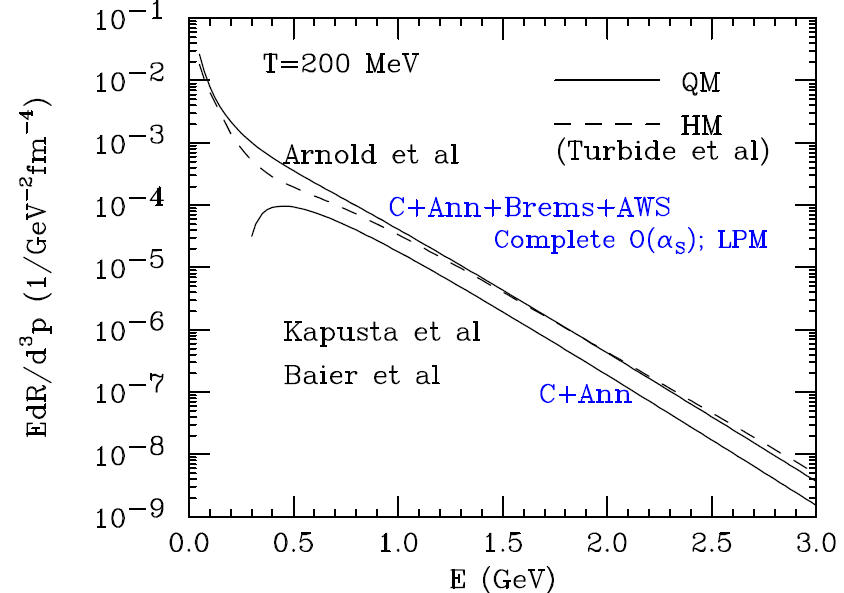 10^-1
10^-2
10^-3
10^-4
10^-5
10^-6
10^-7
10^-8
10^-9
EdR/d^3p (1/GeV^-2fm^-4)
T=200 MeV
QM
HM
(Turbide et al)
Arnold et al
C+Ann+Brems+AWS
Complete O(α_S); LPM
Kapusta et al
Baier et al
C+Ann
0.0 0.5 1.0 1.5 2.0 2.5 3.0
E (GeV)